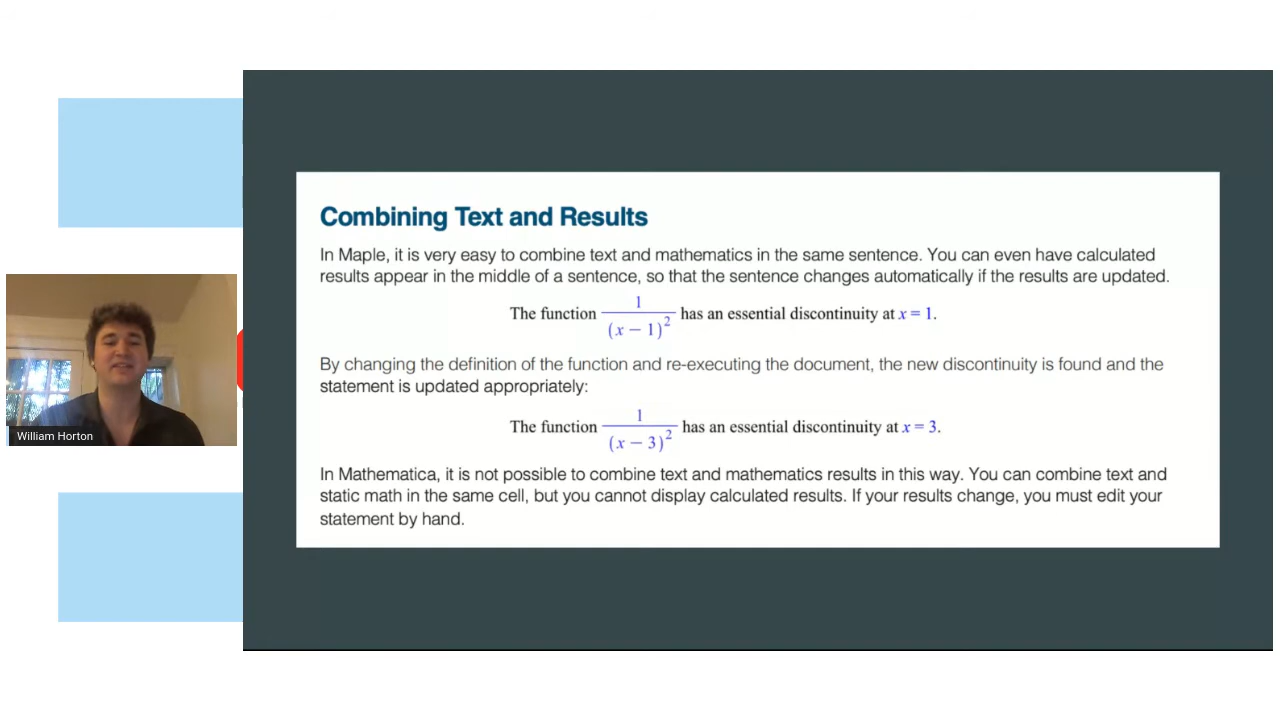 Combining Text and Results
In Maple, it is very easy to combine text and mathematics in the same sentence. You can even have calculated
results appear in the middle of a sentence, so that the sentence changes automatically if the results are updated.
The function 1/(x − 1)² has an essential discontinuity at x = 1.
By changing the definition of the function and re-executing the document, the new discontinuity is found and the
statement is updated appropriately:
The function 1/(x − 3)² has an essential discontinuity at x = 3.
In Mathematica, it is not possible to combine text and mathematics results in this way. You can combine text and
static math in the same cell, but you cannot display calculated results. If your results change, you must edit your
statement by hand.
William Horton